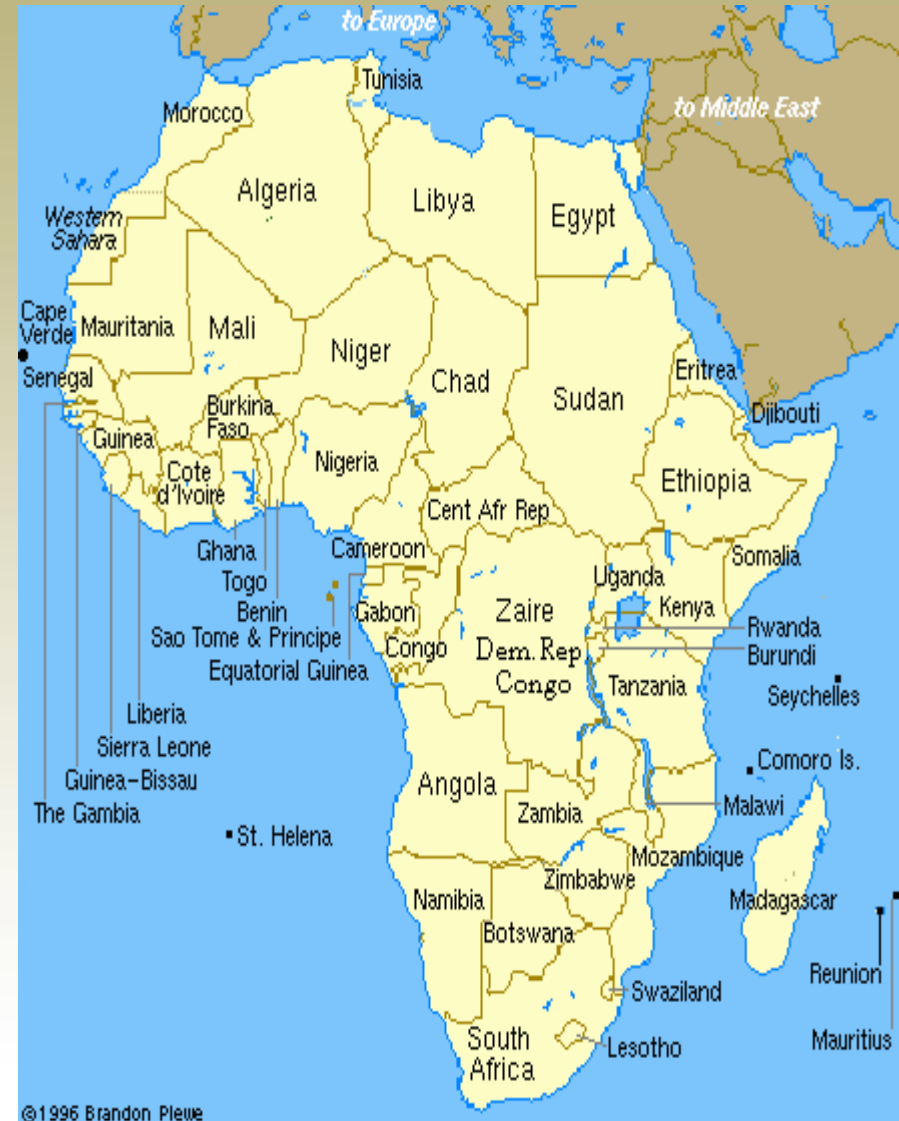 to Europe
Tunisia
Morocco
to Middle East
Algeria
Libya
Egypt
Western
Sahara
Cape
Verde
Mauritania
Mali
Niger
Chad
Sudan
Eritrea
Senegal
Djibouti
Burkina
Faso
Guinea
Nigeria
Cote
d'Ivoire
Ethiopia
Cent Afr Rep
Ghana
Cameroon
Somalia
Togo
Uganda
Benin
Gabon
Zaire
Kenya
Sao Tome & Principe
Rwanda
Congo
Dem. Rep
Congo
Burundi
Equatorial Guinea
Tanzania
Seychelles
Liberia
Sierra Leone
Comoro Is.
Guinea-Bissau
Angola
The Gambia
Zambia
Malawi
St. Helena
Mozambique
Zimbabwe
Namibia
Madagascar
Botswana
Reunion
Swaziland
South
Africa
Lesotho
Mauritius
©1996 Brandon Plewe